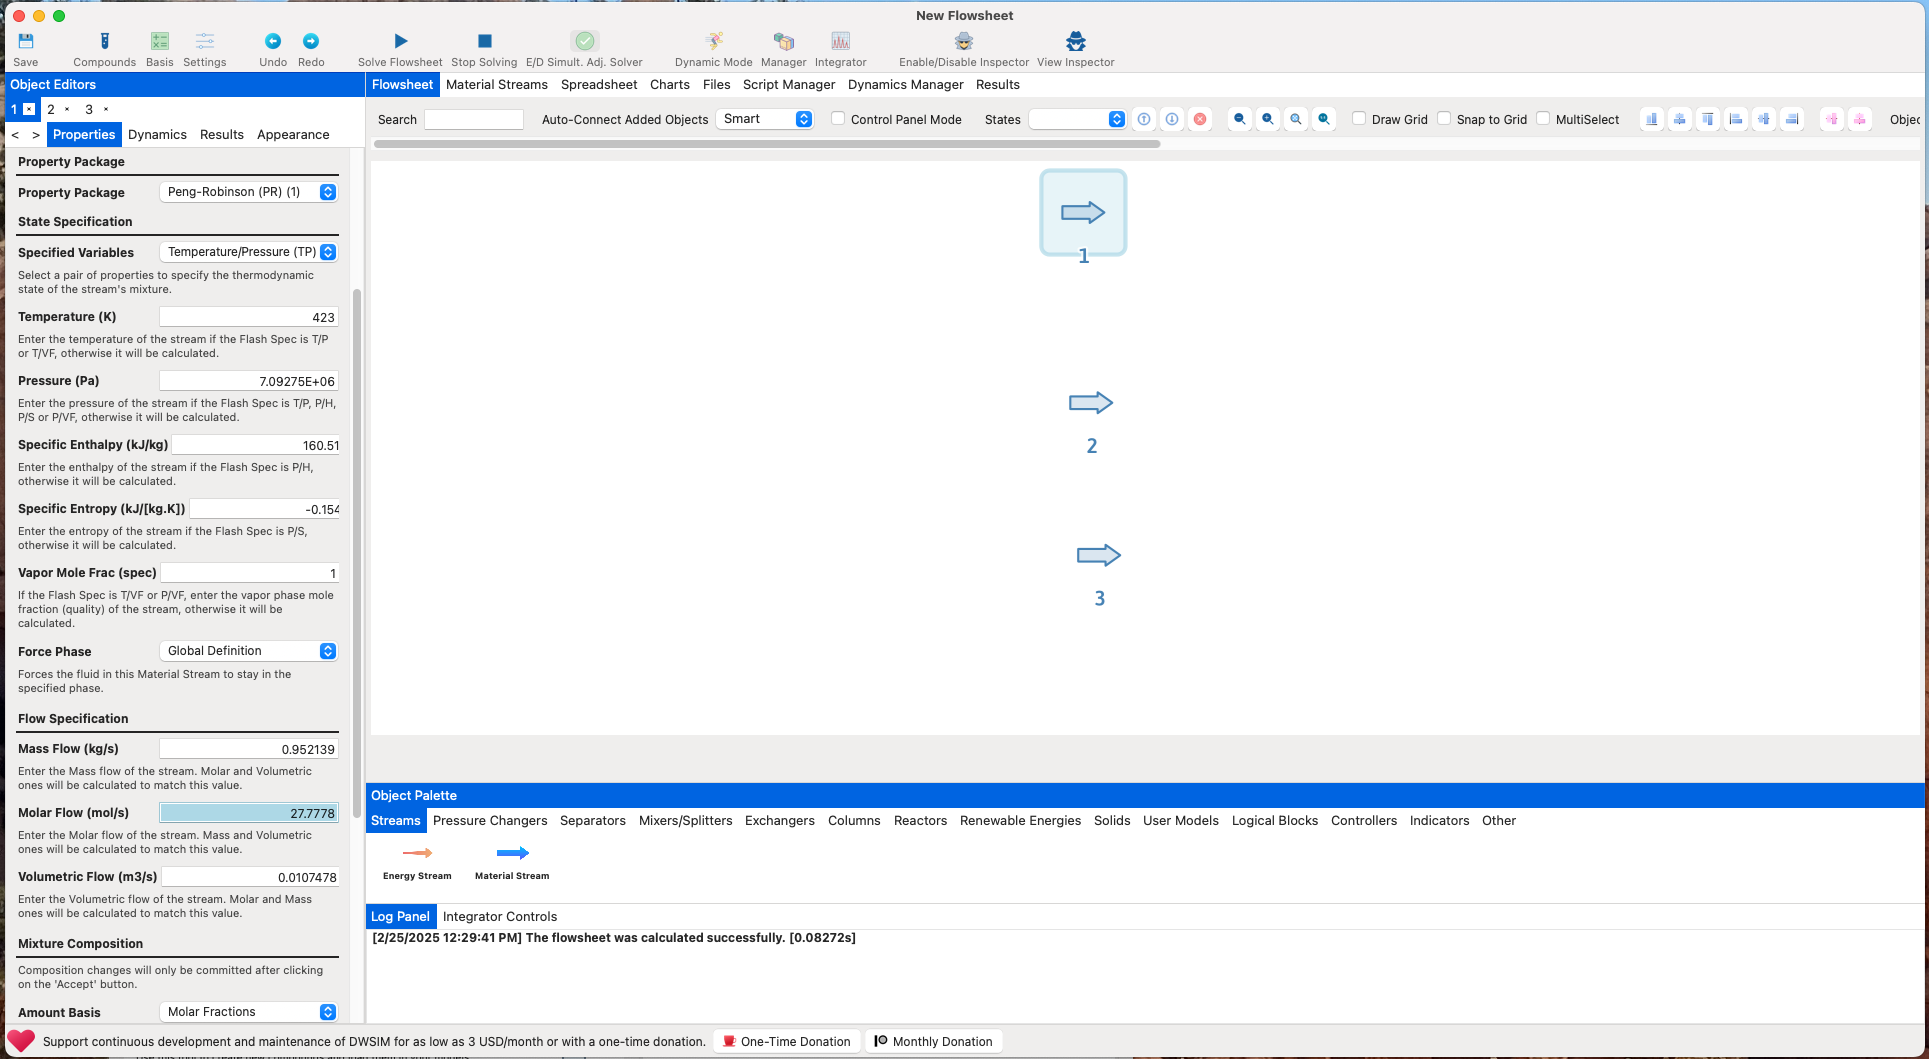 New Flowsheet
Save Compounds Basis Settings Undo Redo Solve Flowsheet Stop Solving E/D Simult. Adj. Solver Dynamic Mode Manager Integrator Enable/Disable Inspector View Inspector
Object Editors
1 × 2 × 3 ×
< > Properties Dynamics Results Appearance
Property Package
Property Package Peng-Robinson (PR) (1)
State Specification
Specified Variables Temperature/Pressure (TP)
Select a pair of properties to specify the thermodynamic
state of the stream's mixture.
Temperature (K) 423
Enter the temperature of the stream if the Flash Spec is T/P
or T/VF, otherwise it will be calculated.
Pressure (Pa) 7.09275E+06
Enter the pressure of the stream if the Flash Spec is T/P, P/H,
P/S or P/VF, otherwise it will be calculated.
Specific Enthalpy (kJ/kg) 160.51
Enter the enthalpy of the stream if the Flash Spec is P/H,
otherwise it will be calculated.
Specific Entropy (kJ/[kg.K]) -0.154
Enter the entropy of the stream if the Flash Spec is P/S,
otherwise it will be calculated.
Vapor Mole Frac (spec) 1
If the Flash Spec is T/VF or P/VF, enter the vapor phase mole
fraction (quality) of the stream, otherwise it will be
calculated.
Force Phase Global Definition
Forces the fluid in this Material Stream to stay in the
specified phase.
Flow Specification
Mass Flow (kg/s) 0.952139
Enter the Mass flow of the stream. Molar and Volumetric
ones will be calculated to match this value.
Molar Flow (mol/s) 27.7778
Enter the Molar flow of the stream. Mass and Volumetric
ones will be calculated to match this value.
Volumetric Flow (m3/s) 0.0107478
Enter the Volumetric flow of the stream. Molar and Mass
ones will be calculated to match this value.
Mixture Composition
Composition changes will only be committed after clicking
on the 'Accept' button.
Amount Basis Molar Fractions
Flowsheet Material Streams Spreadsheet Charts Files Script Manager Dynamics Manager Results
Search Auto-Connect Added Objects Smart Control Panel Mode States Draw Grid Snap to Grid MultiSelect Objec
1
2
3
Object Palette
Streams Pressure Changers Separators Mixers/Splitters Exchangers Columns Reactors Renewable Energies Solids User Models Logical Blocks Controllers Indicators Other
Energy Stream Material Stream
Log Panel Integrator Controls
[2/25/2025 12:29:41 PM] The flowsheet was calculated successfully. [0.08272s]
Support continuous development and maintenance of DWSIM for as low as 3 USD/month or with a one-time donation. One-Time Donation Monthly Donation